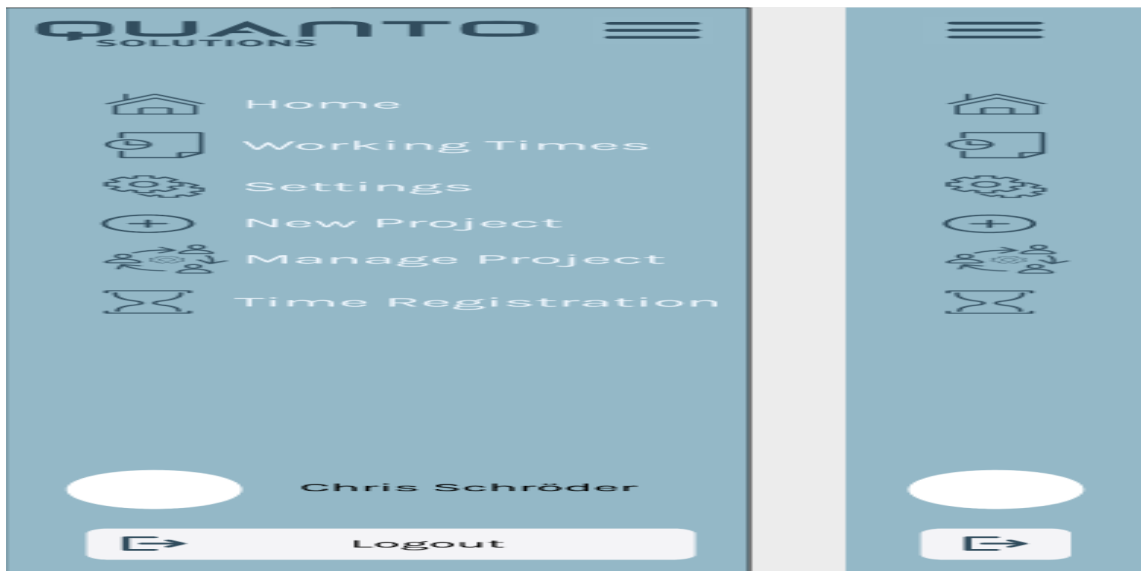 QUANTO
SOLUTIONS
Home
Working Times
Settings
New Project
Manage Project
Time Registration
Chris Schröder
Logout